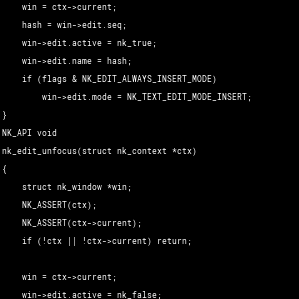 win = ctx->current;
hash = win->edit.seq;
win->edit.active = nk_true;
win->edit.name = hash;
if (flags & NK_EDIT_ALWAYS_INSERT_MODE)
win->edit.mode = NK_TEXT_EDIT_MODE_INSERT;
}
NK_API void
nk_edit_unfocus(struct nk_context *ctx)
{
struct nk_window *win;
NK_ASSERT(ctx);
NK_ASSERT(ctx->current);
if (!ctx || !ctx->current) return;
win = ctx->current;
win->edit.active = nk_false;